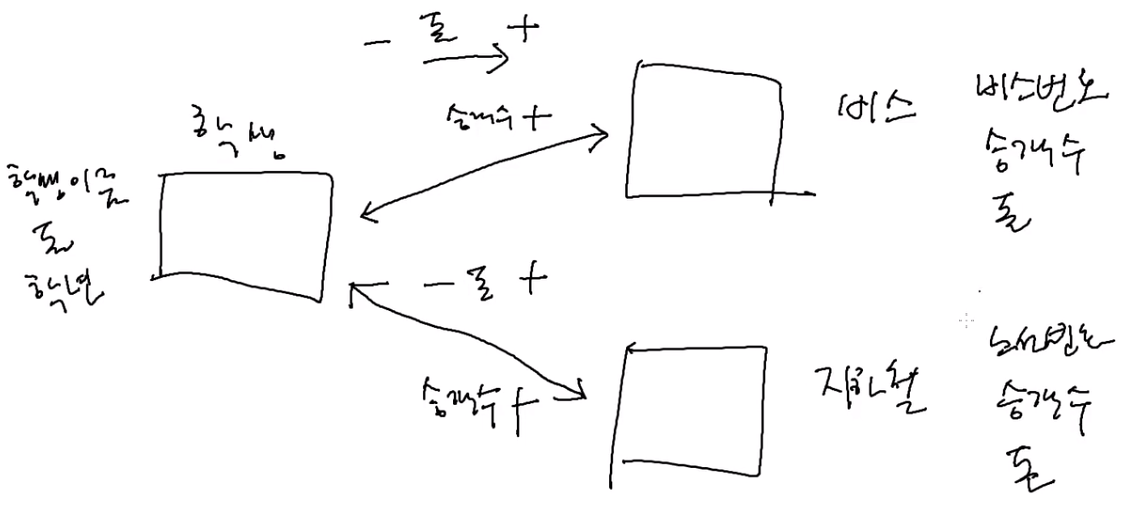 - 돈 +
승객수 +
버스
버스번호
승객수
돈
학생
학생이름
돈
학년
- 돈 +
승객수 +
지하철
노선번호
승객수
돈